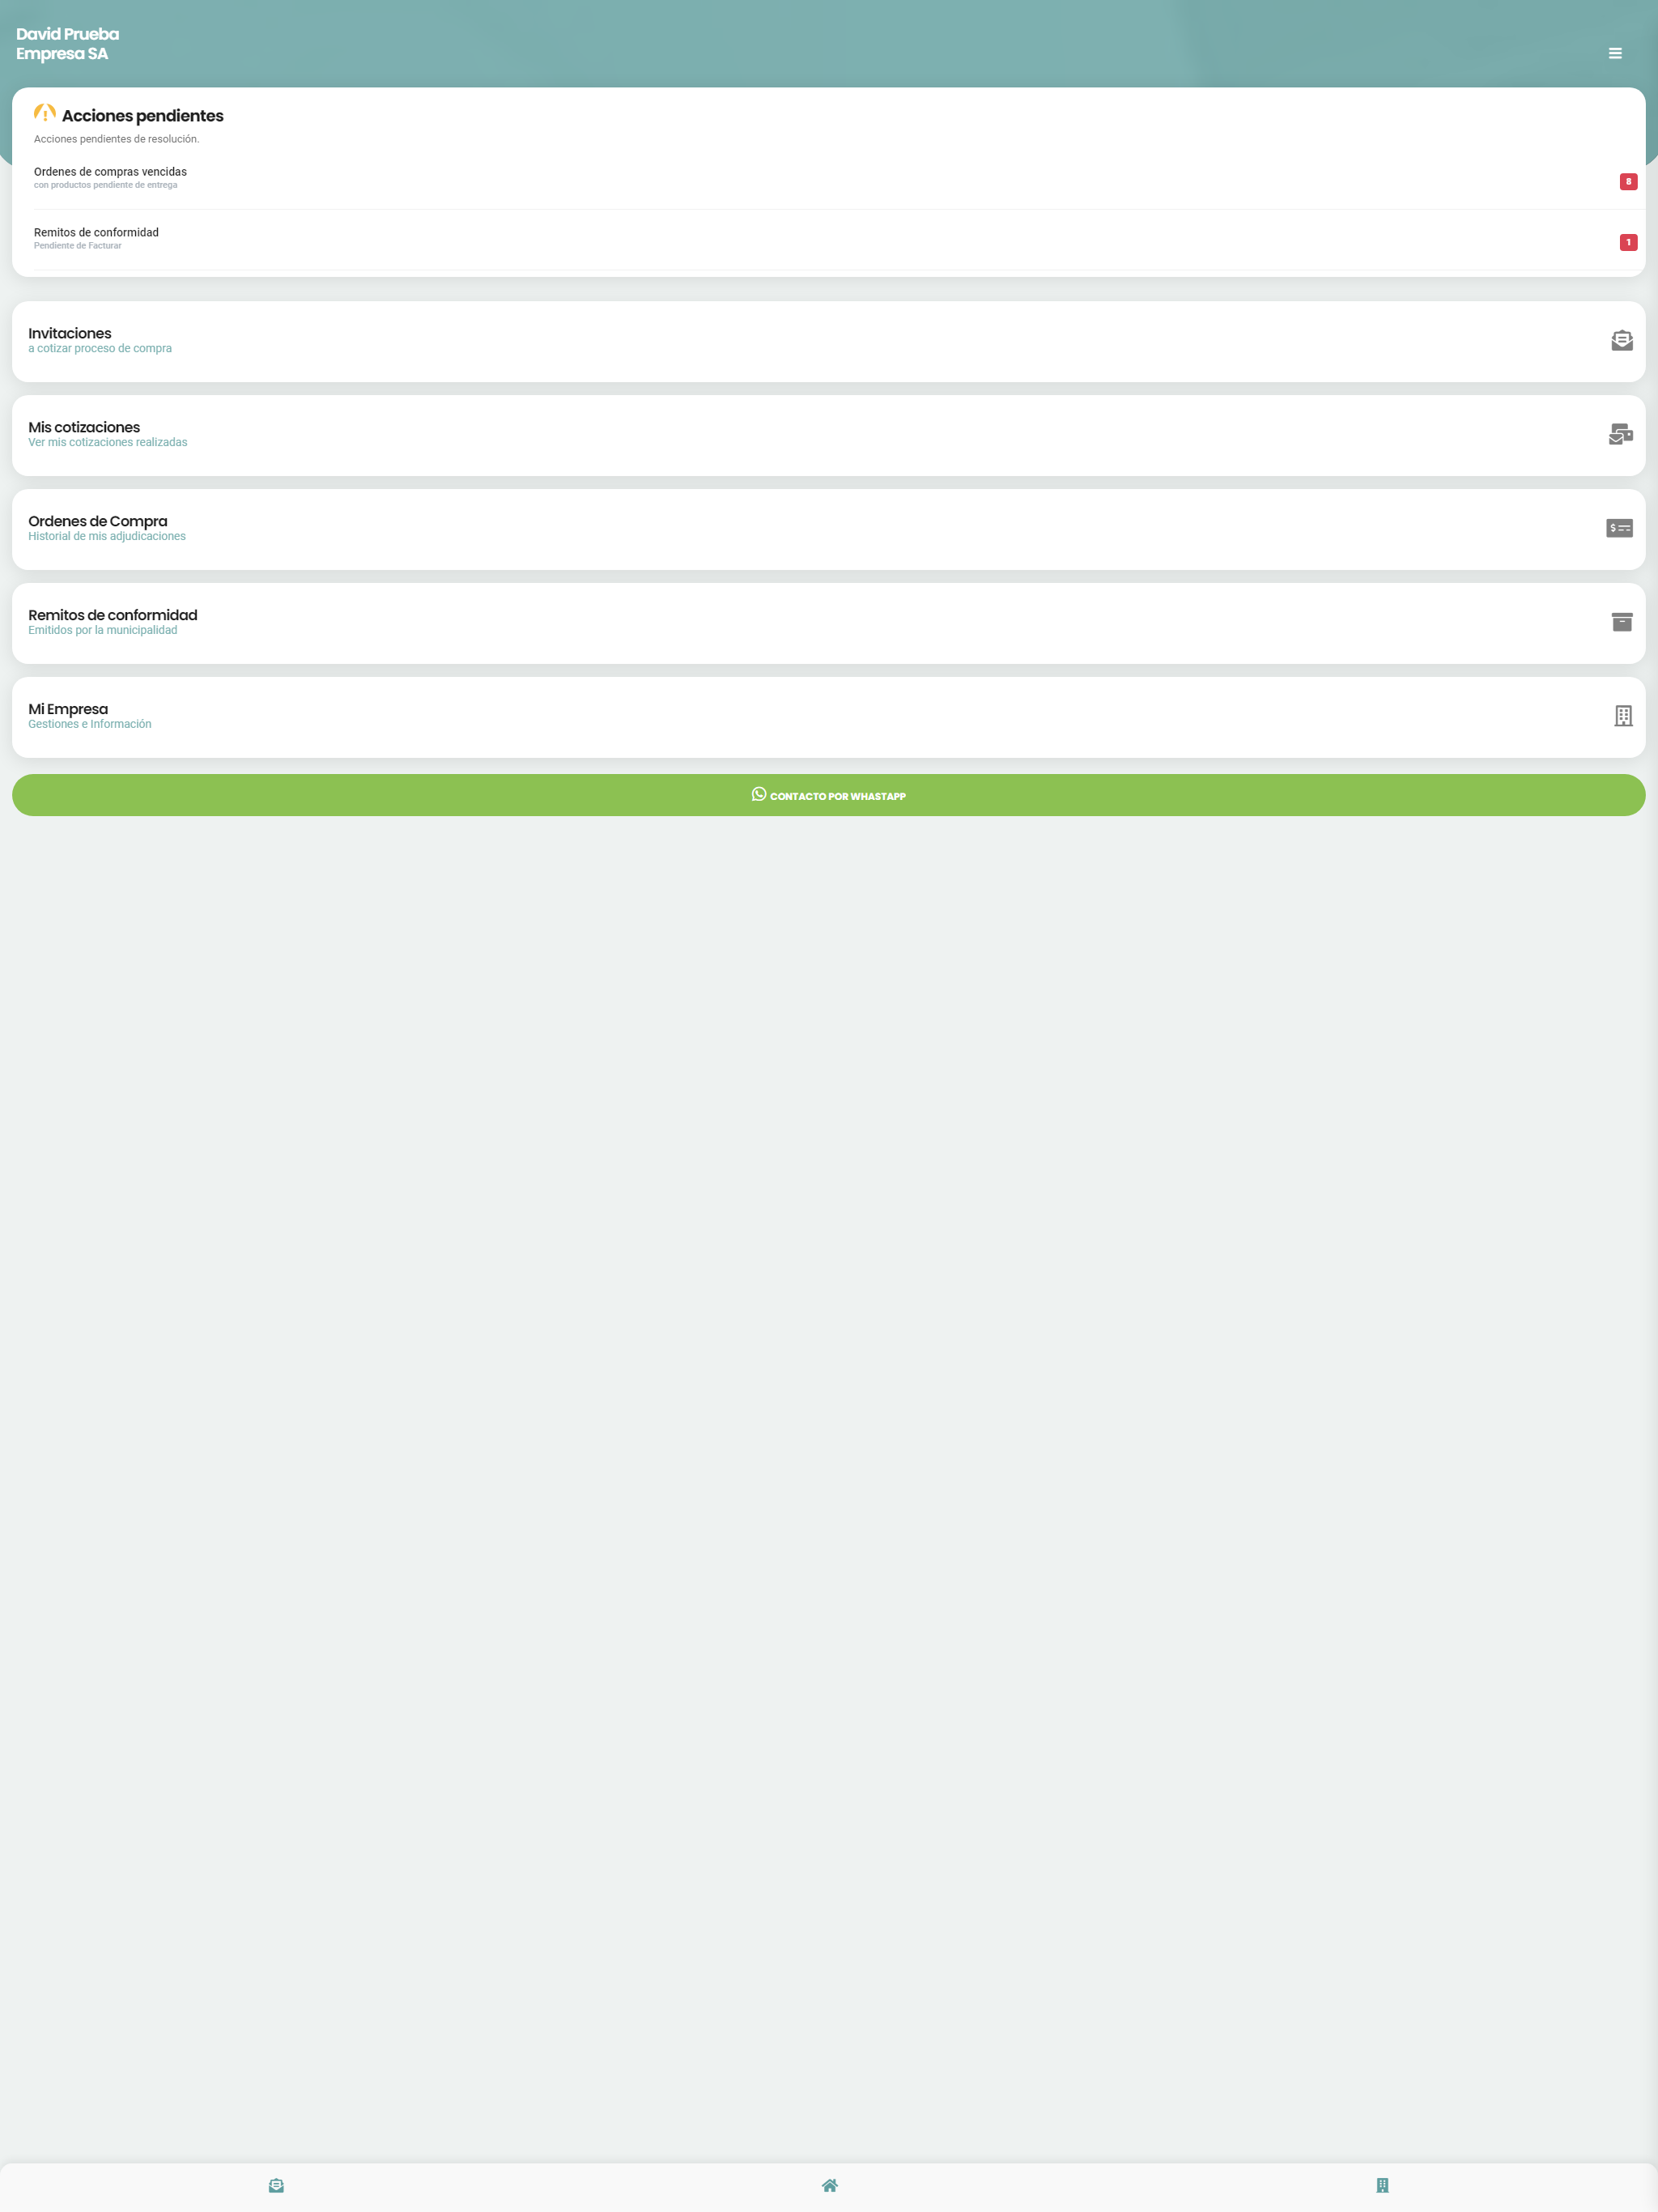 David Prueba
Empresa SA
Acciones pendientes
Acciones pendientes de resolución.
Ordenes de compras vencidas
con productos pendiente de entrega
8
Remitos de conformidad
Pendiente de Facturar
1
Invitaciones
a cotizar proceso de compra
Mis cotizaciones
Ver mis cotizaciones realizadas
Ordenes de Compra
Historial de mis adjudicaciones
Remitos de conformidad
Emitidos por la municipalidad
Mi Empresa
Gestiones e Información
CONTACTO POR WHASTAPP